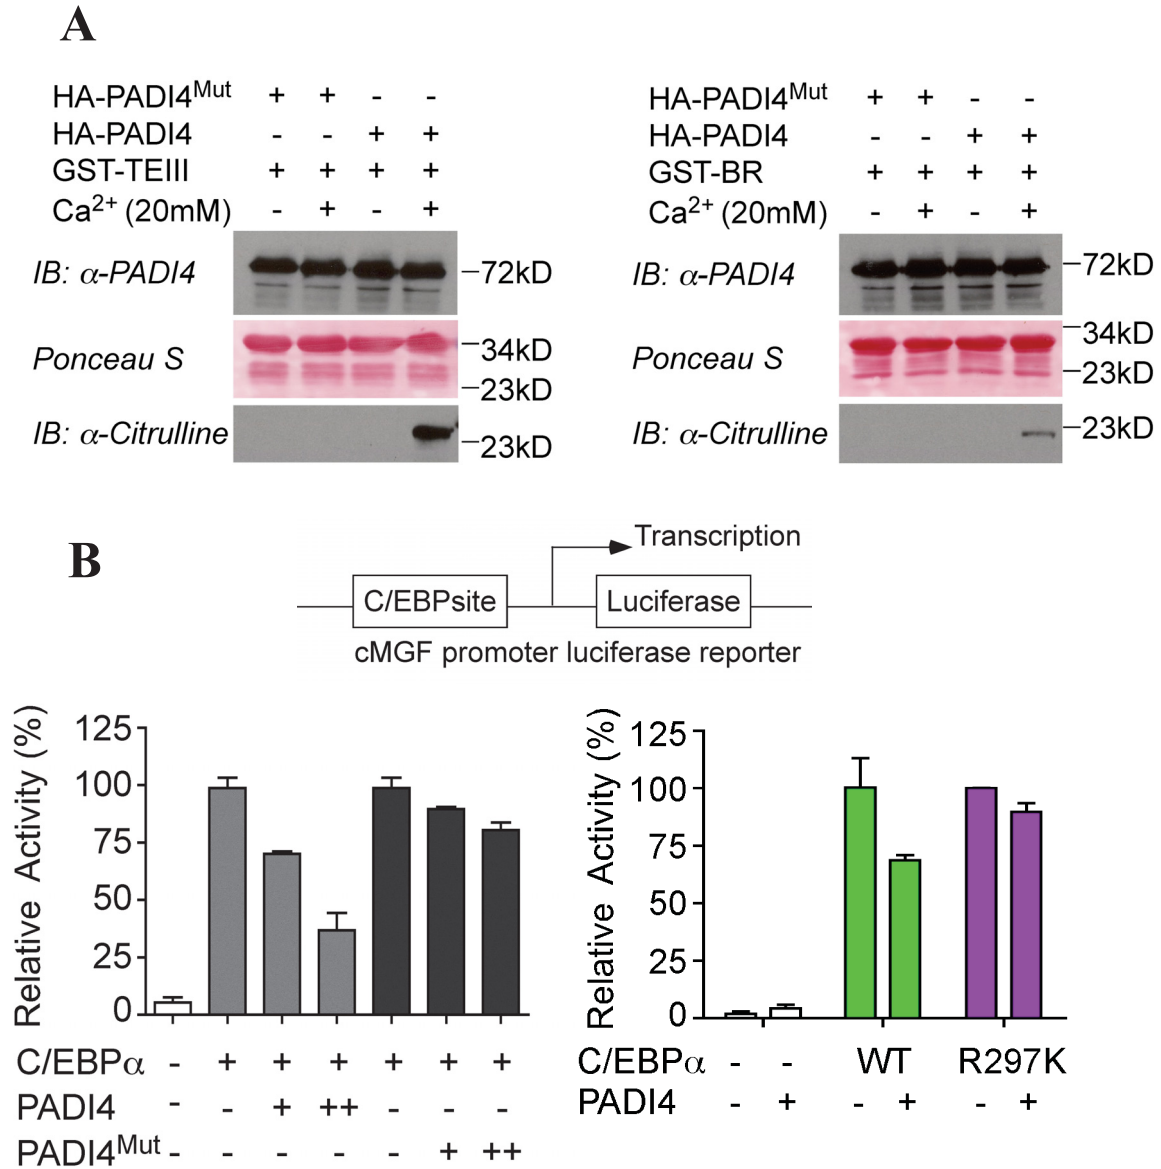 A
HA-PADI4Mut + + - -
HA-PADI4 - - + +
GST-TEIII + + + +
Ca2+ (20mM) - + - +
IB: α-PADI4 –72kD
Ponceau S –34kD
–23kD
IB: α-Citrulline –23kD
HA-PADI4Mut + + - -
HA-PADI4 - - + +
GST-BR + + + +
Ca2+ (20mM) - + - +
IB: α-PADI4 –72kD
–34kD
Ponceau S –23kD
IB: α-Citrulline –23kD
B
Transcription
C/EBPsite Luciferase
cMGF promoter luciferase reporter
Relative Activity (%)
125
100
75
50
25
0
C/EBPα - + + + + + +
PADI4 - - + ++ - - -
PADI4Mut - - - - - + ++
Relative Activity (%)
125
100
75
50
25
0
C/EBPα - - WT R297K
PADI4 - + - + - +